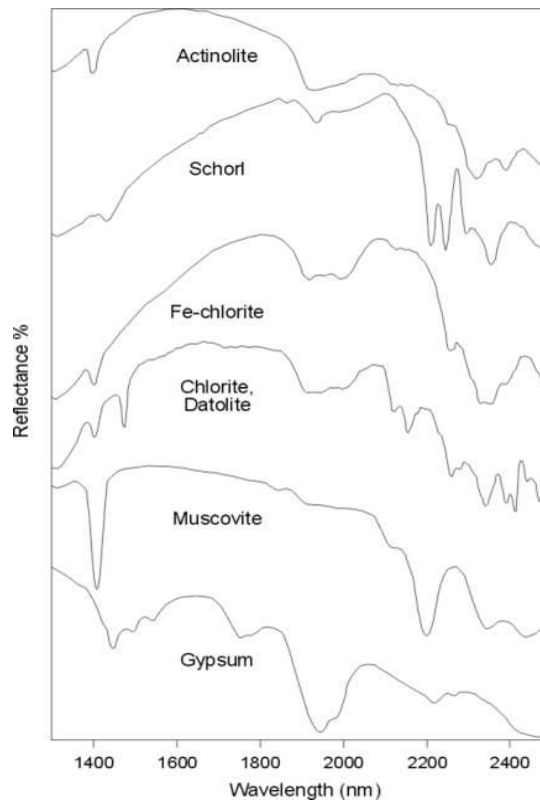 Actinolite
Schorl
Fe-chlorite
Chlorite,
Datolite
Muscovite
Gypsum
Reflectance %
1400 1600 1800 2000 2200 2400
Wavelength (nm)